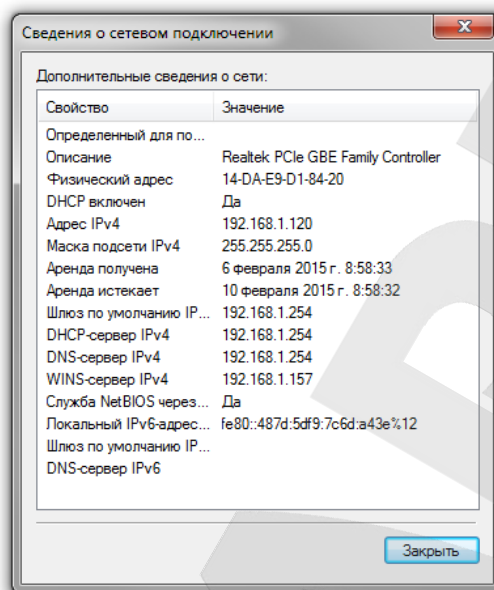 Сведения о сетевом подключении
Дополнительные сведения о сети:
Свойство Значение
Определенный для по...
Описание Realtek PCIe GBE Family Controller
Физический адрес 14-DA-E9-D1-84-20
DHCP включен Да
Адрес IPv4 192.168.1.120
Маска подсети IPv4 255.255.255.0
Аренда получена 6 февраля 2015 г. 8:58:33
Аренда истекает 10 февраля 2015 г. 8:58:32
Шлюз по умолчанию IP... 192.168.1.254
DHCP-сервер IPv4 192.168.1.254
DNS-сервер IPv4 192.168.1.254
WINS-сервер IPv4 192.168.1.157
Служба NetBIOS через... Да
Локальный IPv6-адрес... fe80::487d:5df9:7c6d:a43e%12
Шлюз по умолчанию IP...
DNS-сервер IPv6
Закрыть